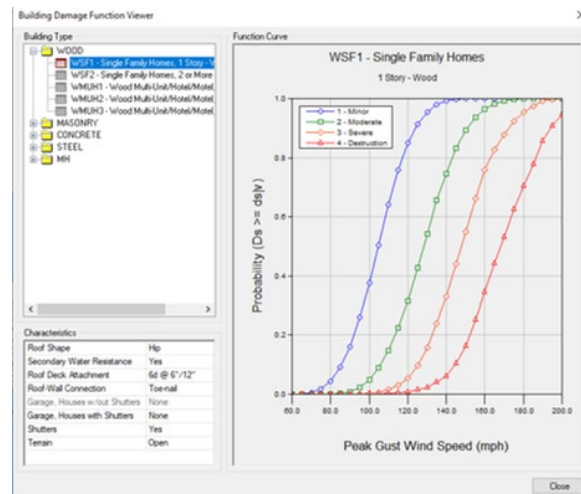 Building Damage Function Viewer
Building Type
WOOD
WSF1 - Single Family Homes, 1 Story - W
WSF2 - Single Family Homes, 2 or More
WMUH1 - Wood Multi-Unit/Hotel/Motel,
WMUH2 - Wood Multi-Unit/Hotel/Motel,
WMUH3 - Wood Multi-Unit/Hotel/Motel,
MASONRY
CONCRETE
STEEL
MH
Characteristics
Roof Shape Hip
Secondary Water Resistance Yes
Roof Deck Attachment 6d @ 6"/12"
Roof-Wall Connection Toe-nail
Garage, Houses w/out Shutters None
Garage, Houses with Shutters None
Shutters Yes
Terrain Open
Function Curve
WSF1 - Single Family Homes
1 Story - Wood
1 - Minor
2 - Moderate
3 - Severe
4 - Destruction
Probability (Ds >= ds|v)
1.0
0.8
0.6
0.4
0.2
0.0
60.0 80.0 100.0 120.0 140.0 160.0 180.0 200.0
Peak Gust Wind Speed (mph)
Close